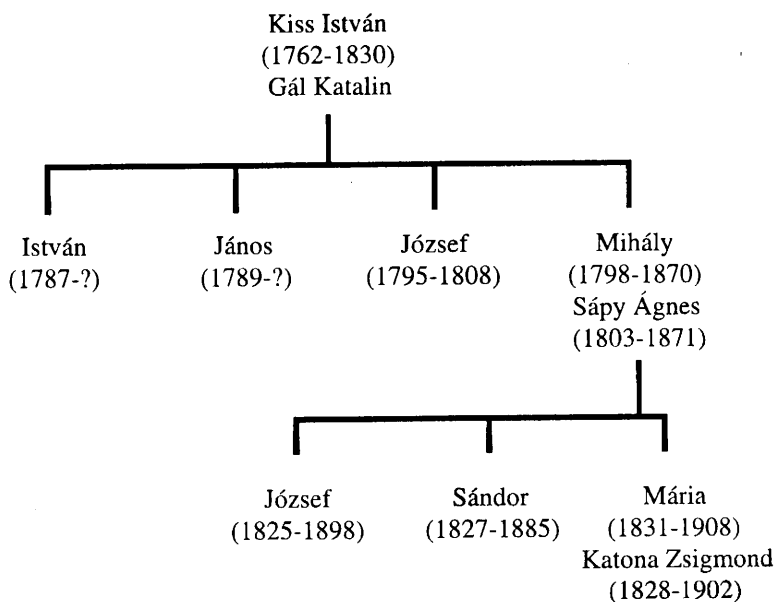 Kiss István
(1762-1830)
Gál Katalin
István
(1787-?)
János
(1789-?)
József
(1795-1808)
Mihály
(1798-1870)
Sápy Ágnes
(1803-1871)
József
(1825-1898)
Sándor
(1827-1885)
Mária
(1831-1908)
Katona Zsigmond
(1828-1902)